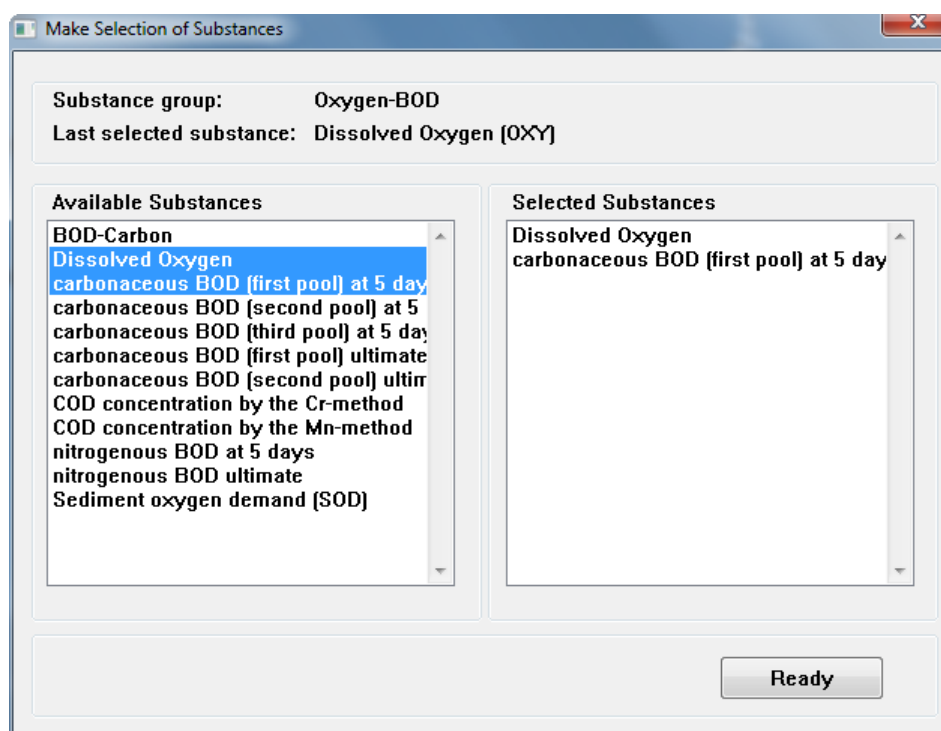 Make Selection of Substances
Substance group: Oxygen-BOD
Last selected substance: Dissolved Oxygen (OXY)
Available Substances
BOD-Carbon
Dissolved Oxygen
carbonaceous BOD (first pool) at 5 day
carbonaceous BOD (second pool) at 5
carbonaceous BOD (third pool) at 5 day
carbonaceous BOD (first pool) ultimate
carbonaceous BOD (second pool) ultim
COD concentration by the Cr-method
COD concentration by the Mn-method
nitrogenous BOD at 5 days
nitrogenous BOD ultimate
Sediment oxygen demand (SOD)
Selected Substances
Dissolved Oxygen
carbonaceous BOD (first pool) at 5 day
Ready